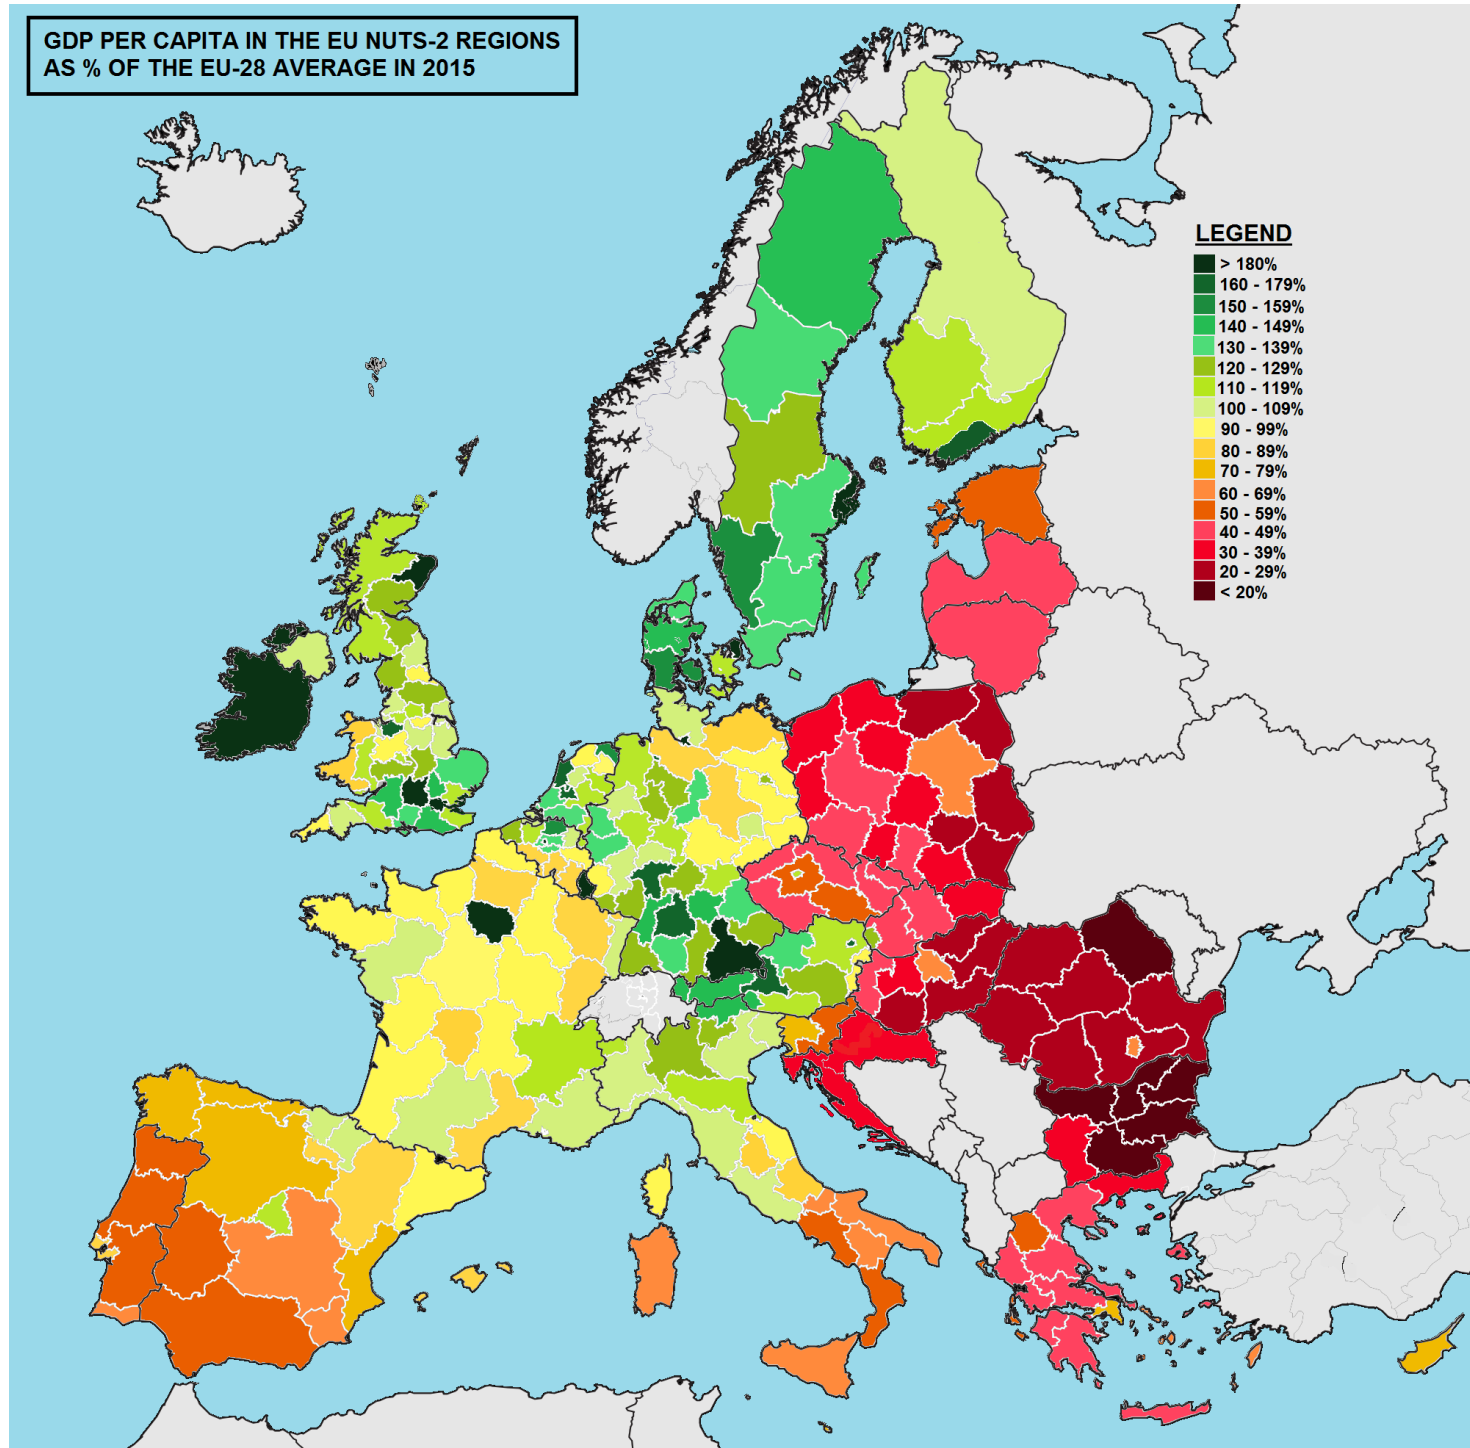 GDP PER CAPITA IN THE EU NUTS-2 REGIONS
AS % OF THE EU-28 AVERAGE IN 2015
LEGEND
> 180%
160 - 179%
150 - 159%
140 - 149%
130 - 139%
120 - 129%
110 - 119%
100 - 109%
90 - 99%
80 - 89%
70 - 79%
60 - 69%
50 - 59%
40 - 49%
30 - 39%
20 - 29%
< 20%